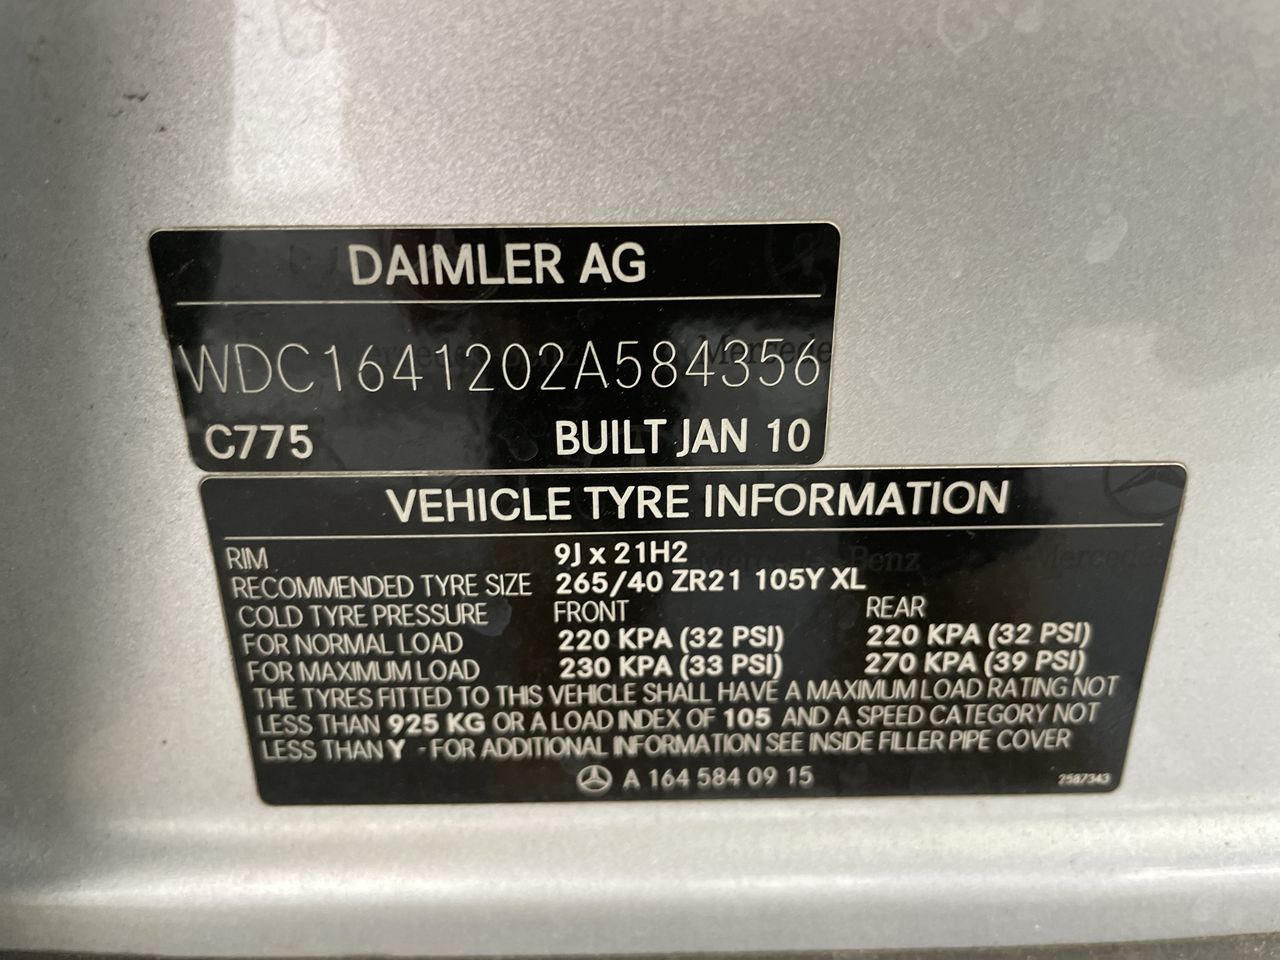 DAIMLER AG
WDC1641202A584356
C775 BUILT JAN 10
VEHICLE TYRE INFORMATION
RIM 9J x 21H2
RECOMMENDED TYRE SIZE 265/40 ZR21 105Y XL
COLD TYRE PRESSURE FRONT REAR
FOR NORMAL LOAD 220 KPA (32 PSI) 220 KPA (32 PSI)
FOR MAXIMUM LOAD 230 KPA (33 PSI) 270 KPA (39 PSI)
THE TYRES FITTED TO THIS VEHICLE SHALL HAVE A MAXIMUM LOAD RATING NOT
LESS THAN 925 KG OR A LOAD INDEX OF 105 AND A SPEED CATEGORY NOT
LESS THAN Y - FOR ADDITIONAL INFORMATION SEE INSIDE FILLER PIPE COVER
A 164 584 09 15 2587343